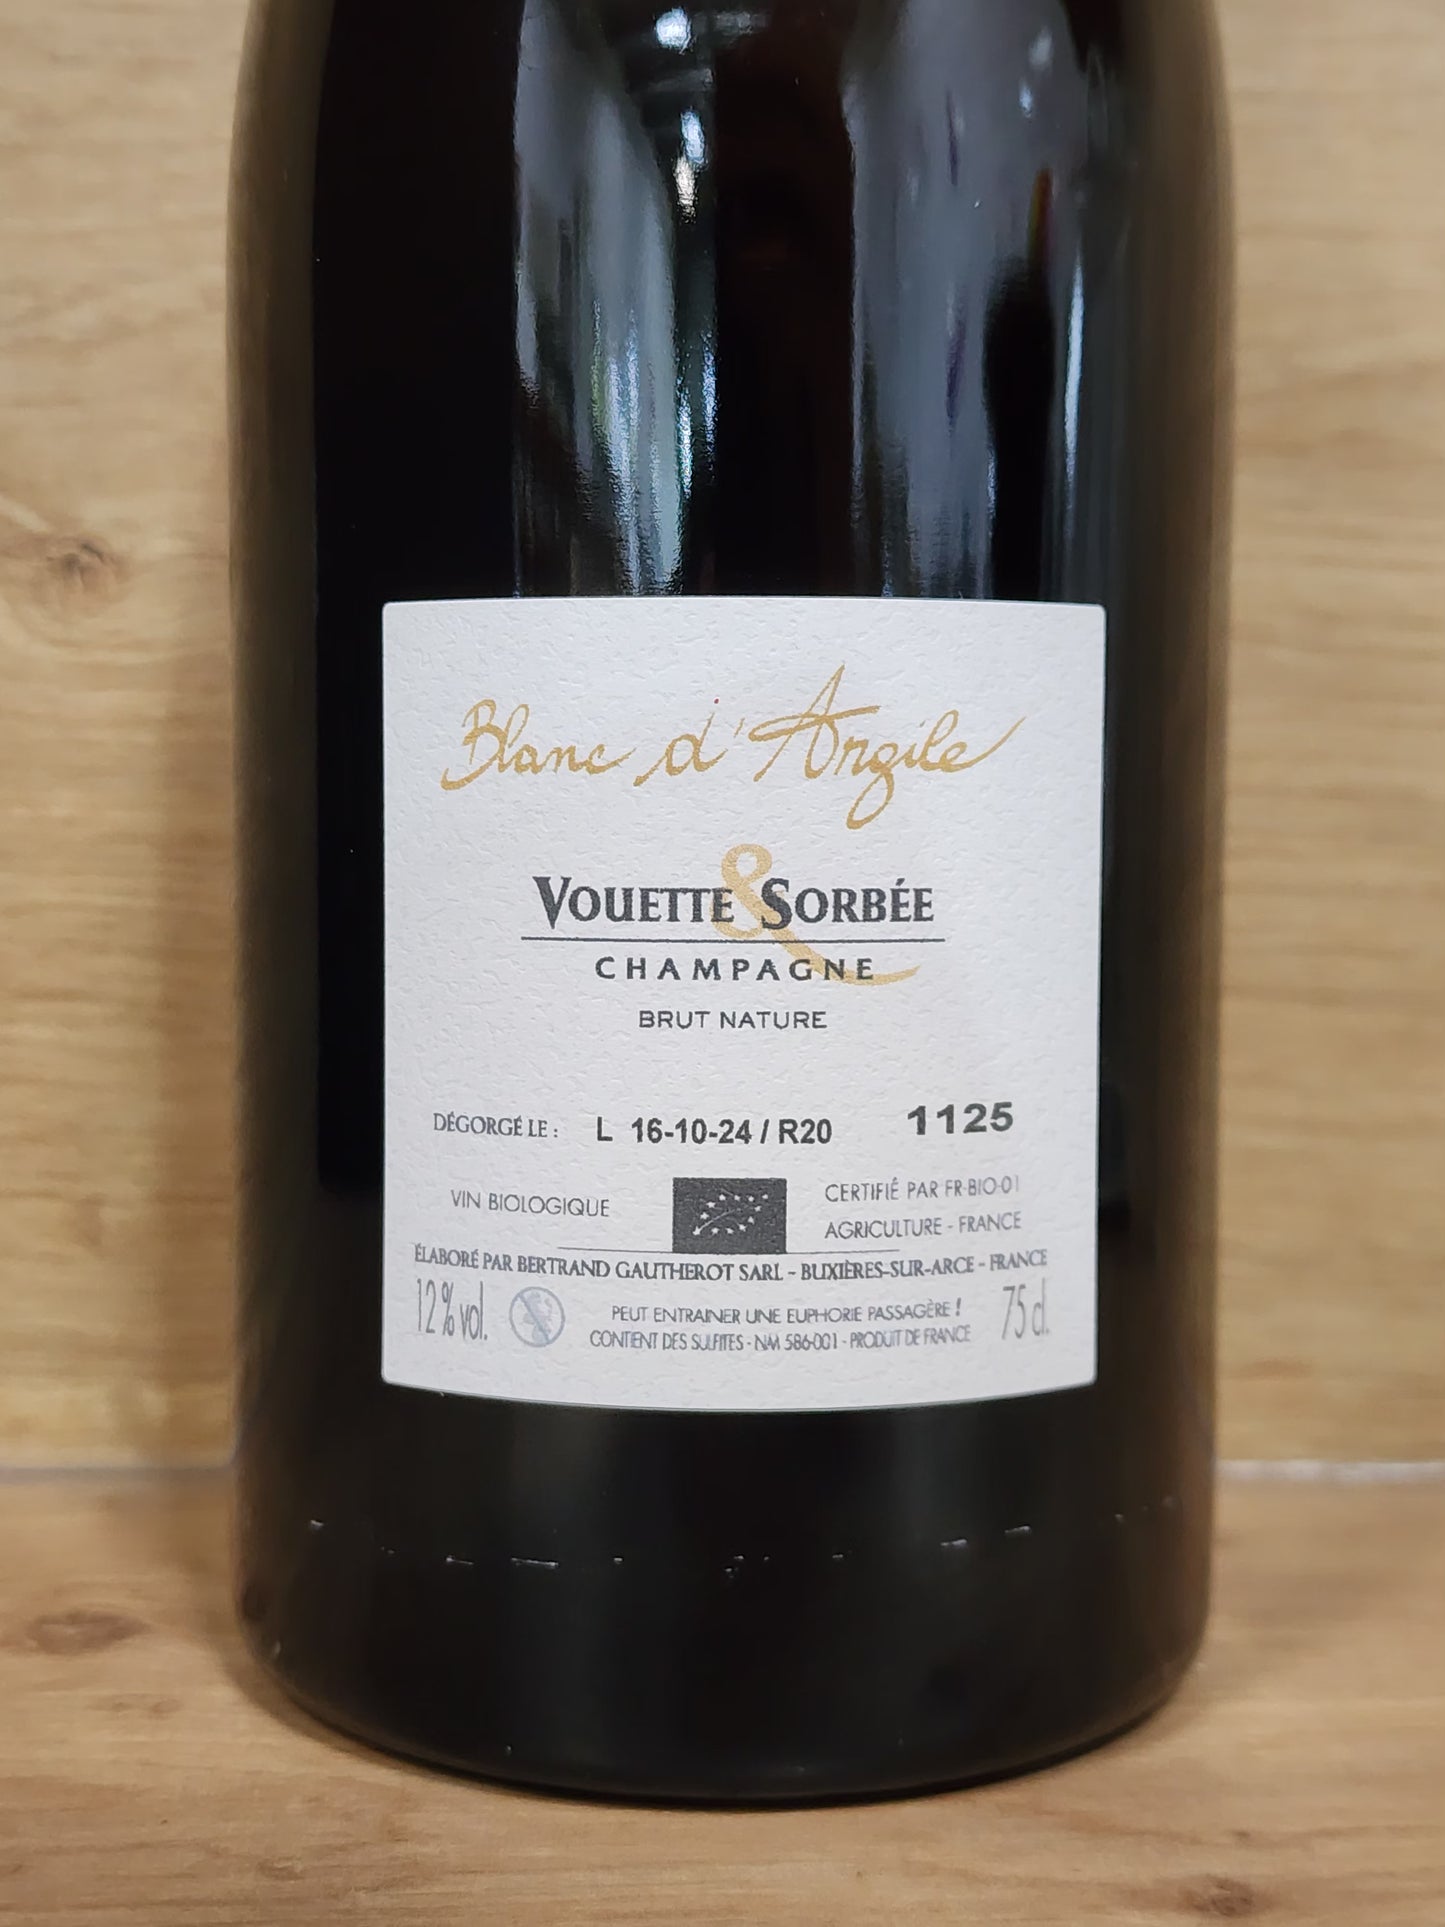 Blanc d'Argile
VOUETTE & SORBÉE
CHAMPAGNE
BRUT NATURE
DÉGORGÉ LE : L 16-10-24 / R20 1125
VIN BIOLOGIQUE
CERTIFIÉ PAR FR-BIO-01
AGRICULTURE - FRANCE
ÉLABORÉ PAR BERTRAND GAUTHEROT SARL - BUXIÈRES-SUR-ARCE - FRANCE
12% vol.
PEUT ENTRAINER UNE EUPHORIE PASSAGÈRE !
CONTIENT DES SULFITES - NM 586-001 - PRODUIT DE FRANCE
75 cl.